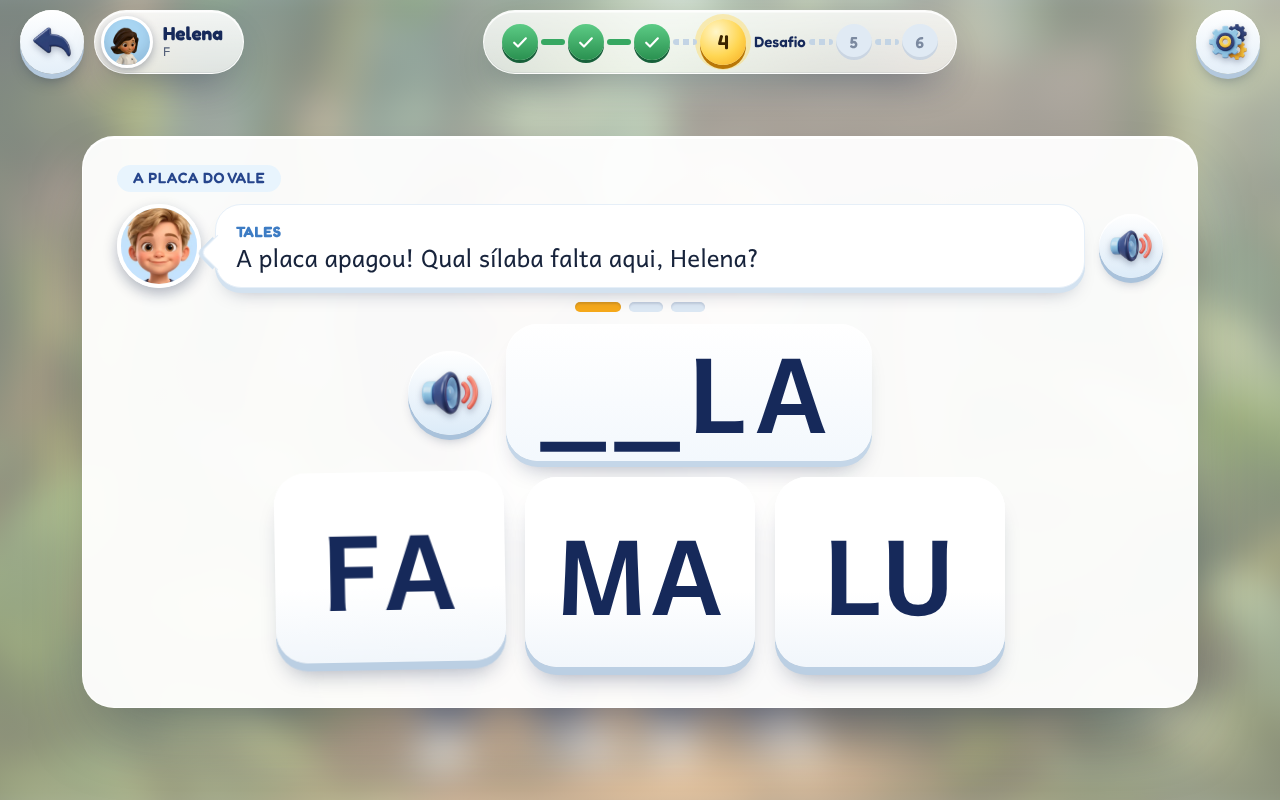 Helena
F
4 Desafio 5 6
A PLACA DO VALE
TALES
A placa apagou! Qual sílaba falta aqui, Helena?
__LA
FA MA LU